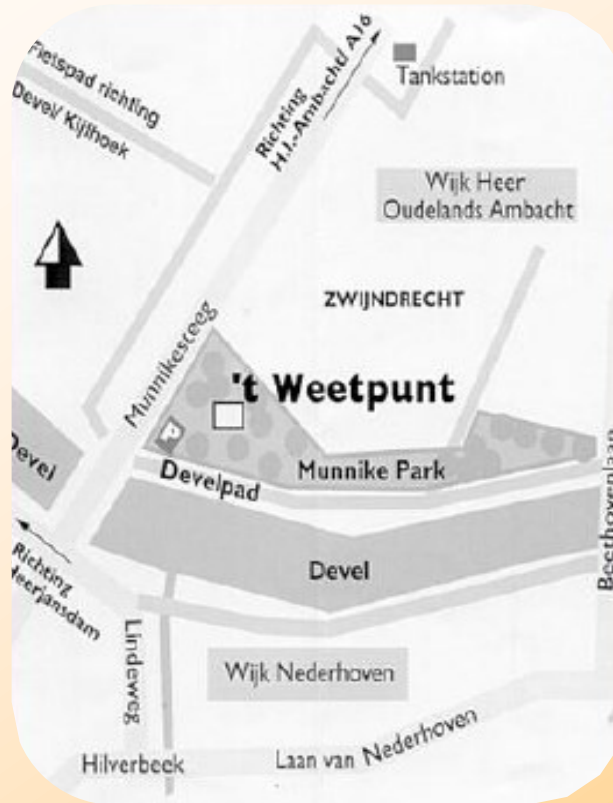 Fietspad richting
Devel/ Kijfhoek
Richting
H.I.-Ambacht/ A16
Tankstation
Wijk Heer
Oudelands Ambacht
ZWIJNDRECHT
Munnikesteeg
't Weetpunt
P
Munnike Park
Develpad
Devel
Devel
Beethovenlaan
Richting
Heerjansdam
Lindeweg
Wijk Nederhoven
Laan van Nederhoven
Hilverbeek